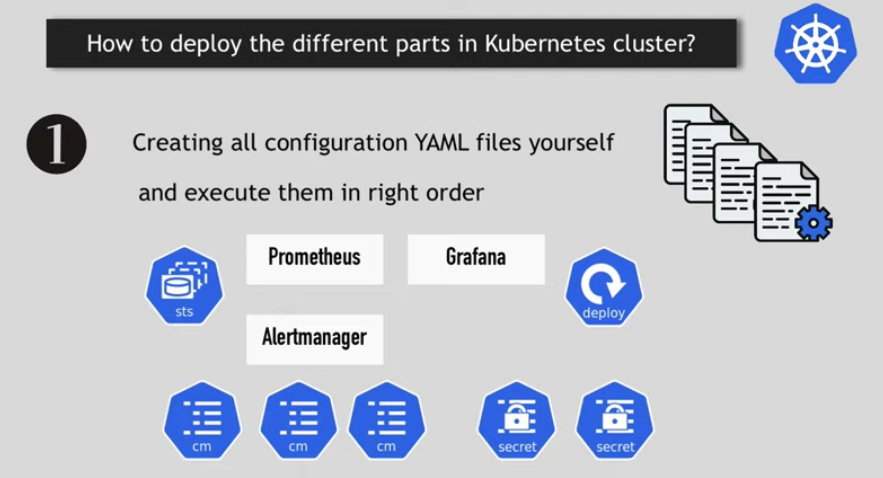 How to deploy the different parts in Kubernetes cluster?
1
Creating all configuration YAML files yourself
and execute them in right order
Prometheus
Grafana
sts
deploy
Alertmanager
cm
cm
cm
secret
secret